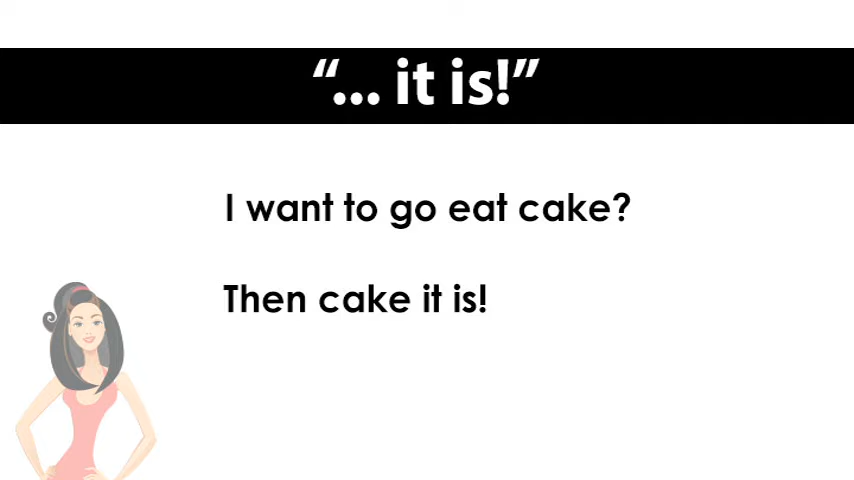 “... it is!”
I want to go eat cake?
Then cake it is!